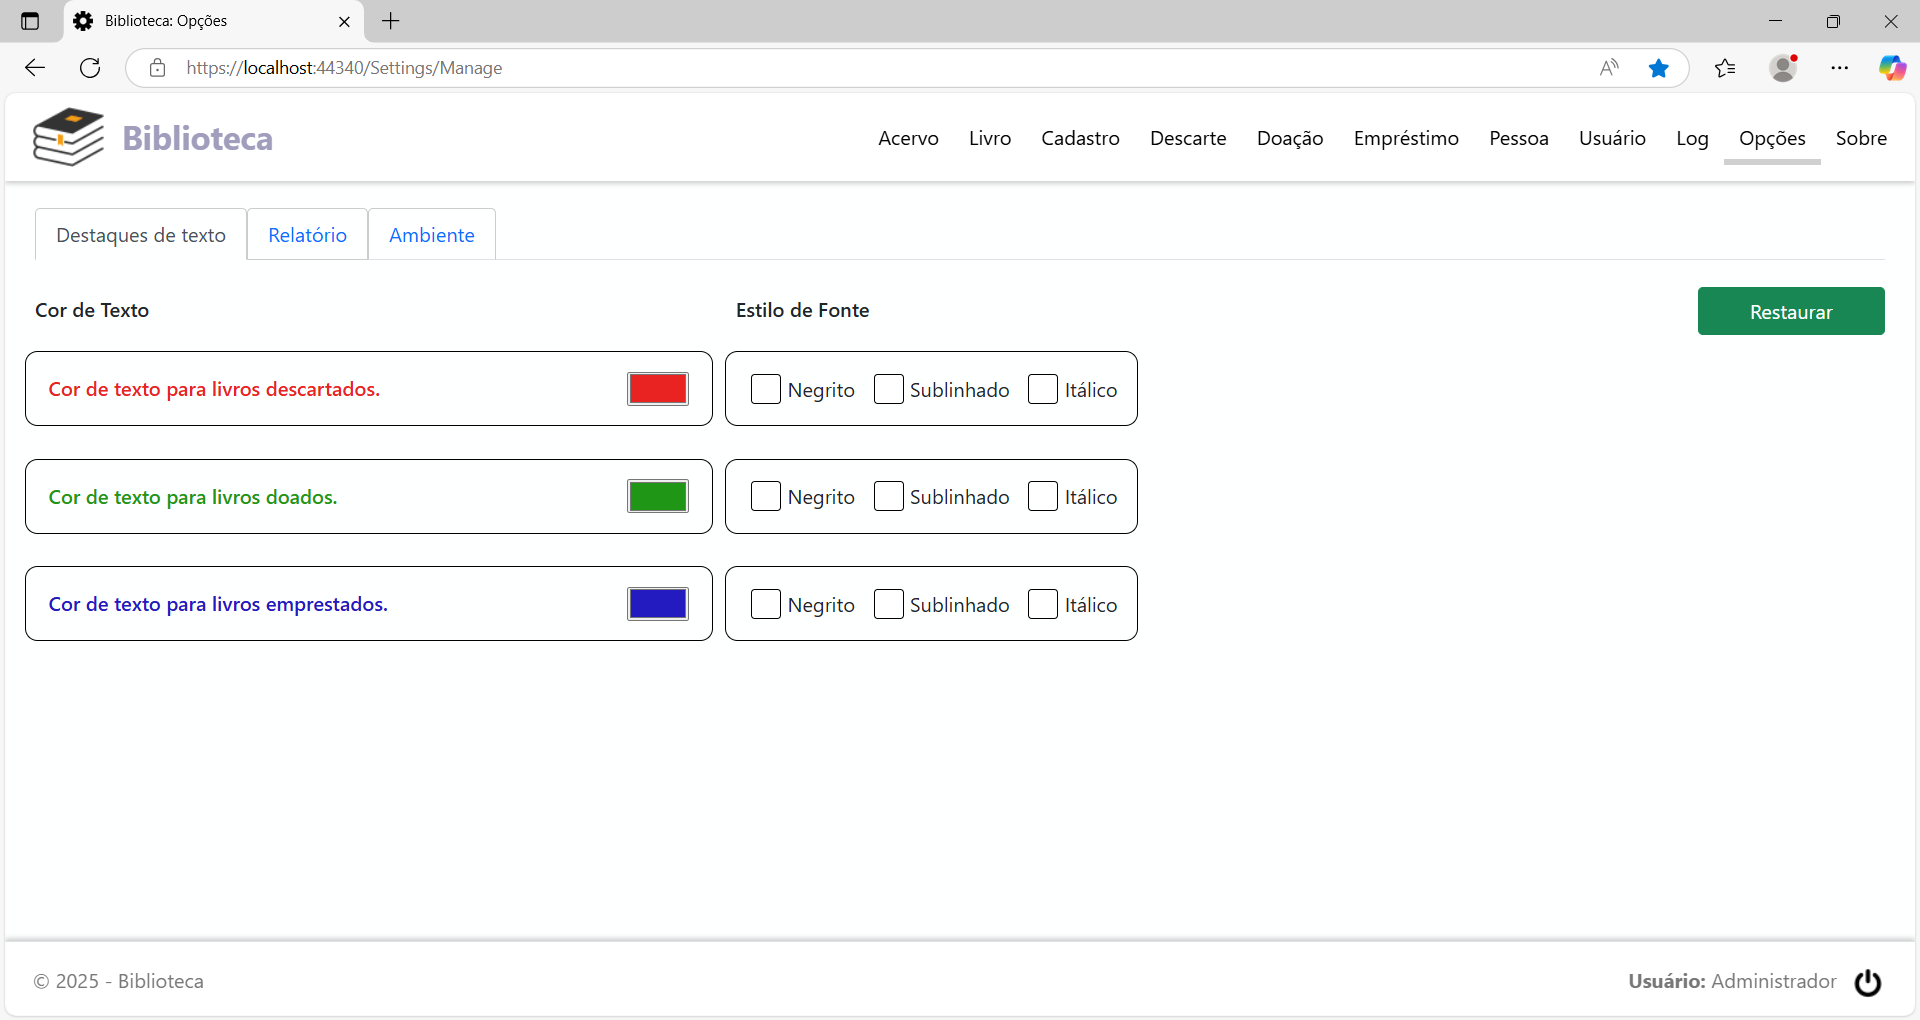 Biblioteca: Opções
https://localhost:44340/Settings/Manage
Biblioteca
Acervo Livro Cadastro Descarte Doação Empréstimo Pessoa Usuário Log Opções Sobre
Destaques de texto Relatório Ambiente
Cor de Texto Estilo de Fonte Restaurar
Cor de texto para livros descartados. Negrito Sublinhado Itálico
Cor de texto para livros doados. Negrito Sublinhado Itálico
Cor de texto para livros emprestados. Negrito Sublinhado Itálico
© 2025 - Biblioteca Usuário: Administrador